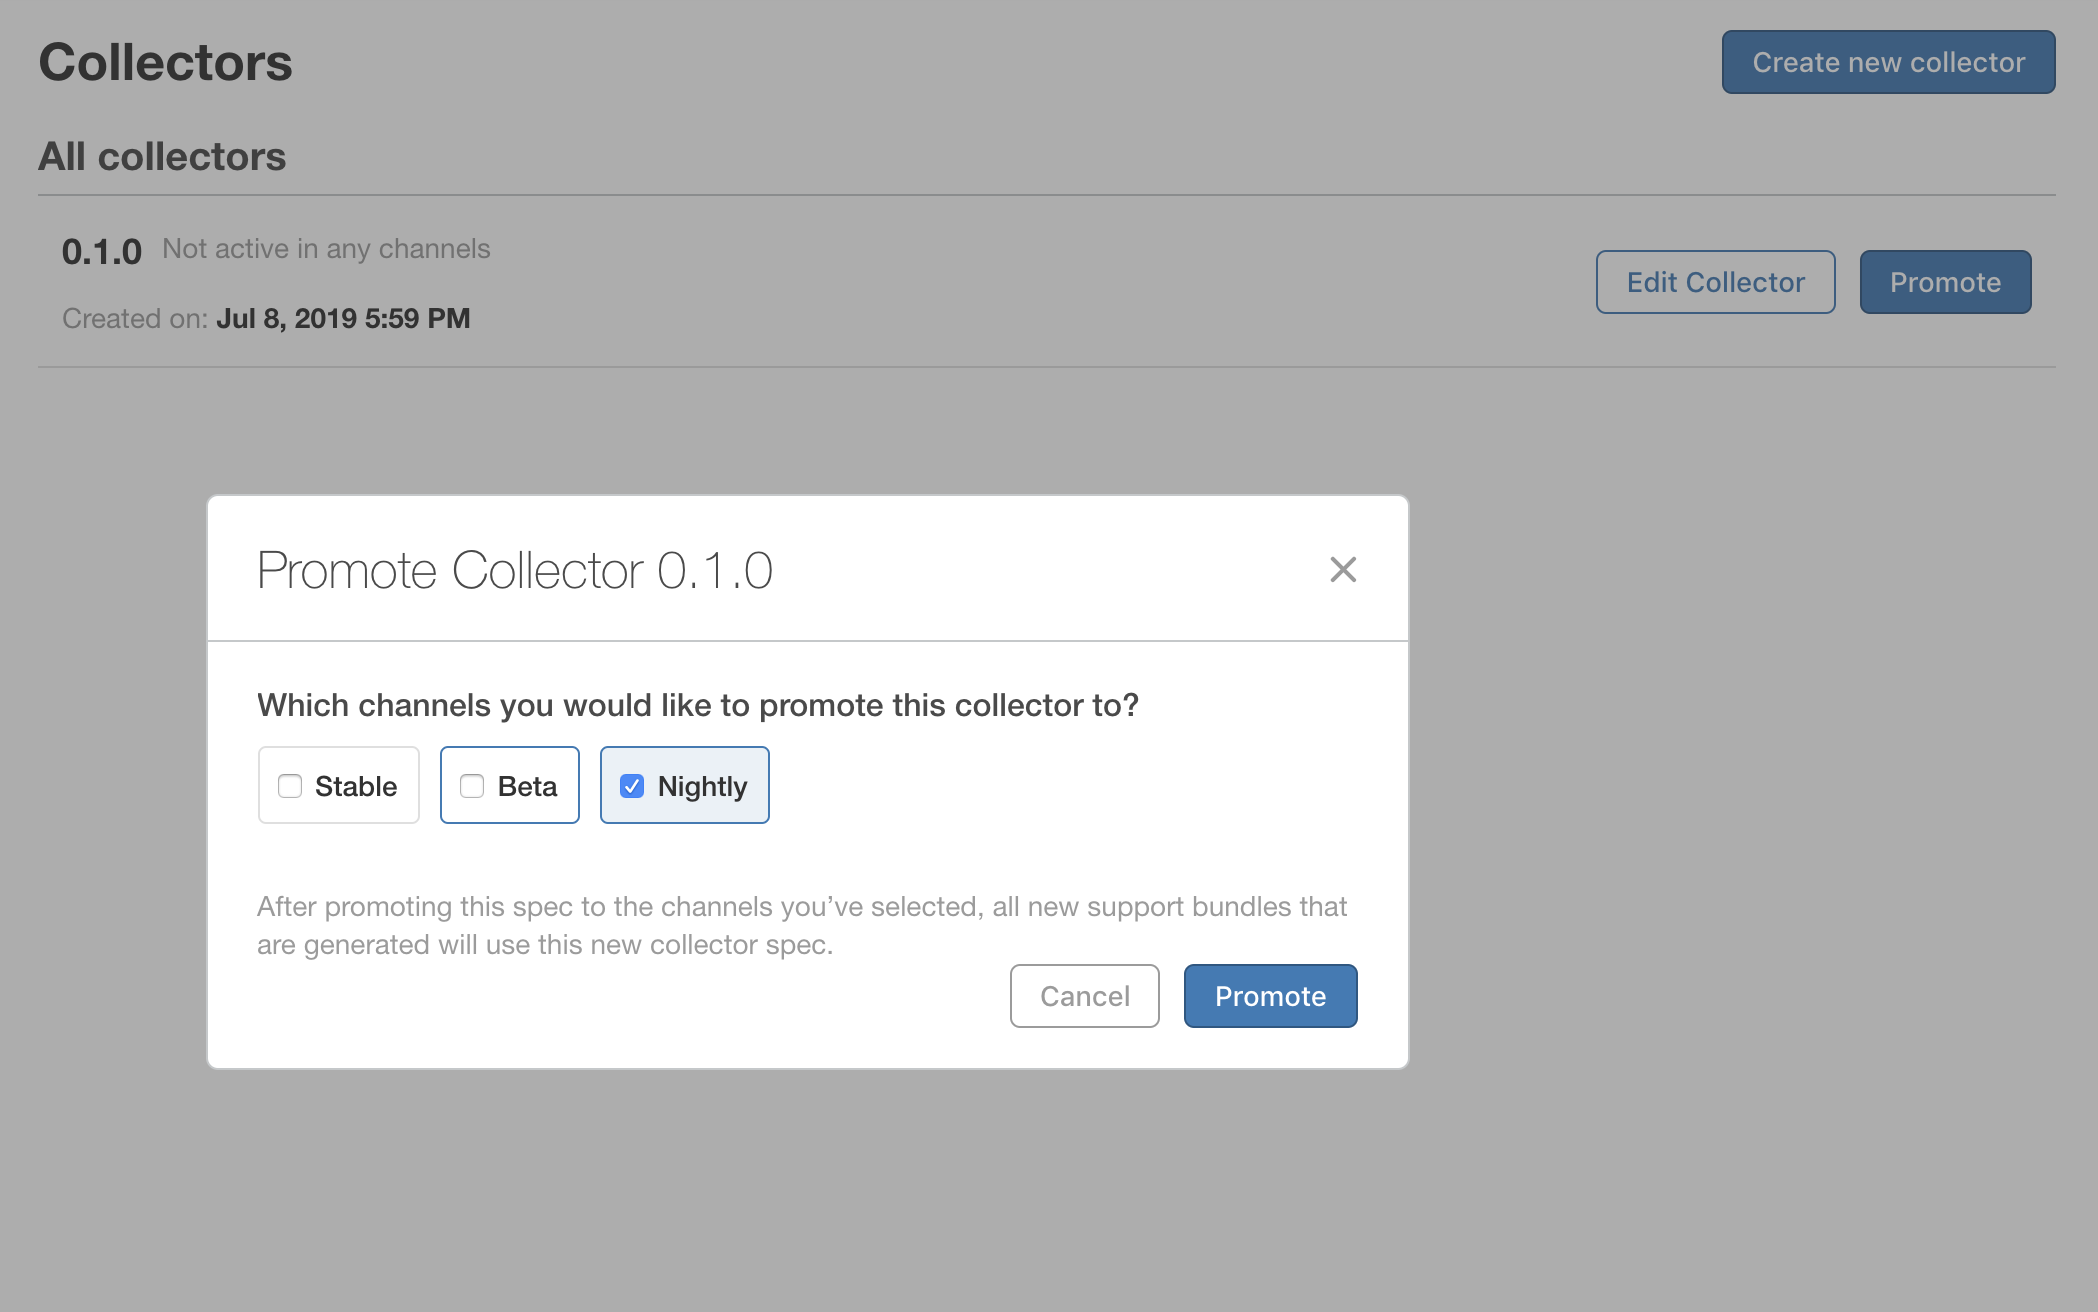 Collectors
Create new collector
All collectors
0.1.0 Not active in any channels
Created on: Jul 8, 2019 5:59 PM
Edit Collector
Promote
Promote Collector 0.1.0
Which channels you would like to promote this collector to?
Stable
Beta
Nightly
After promoting this spec to the channels you’ve selected, all new support bundles that
are generated will use this new collector spec.
Cancel
Promote